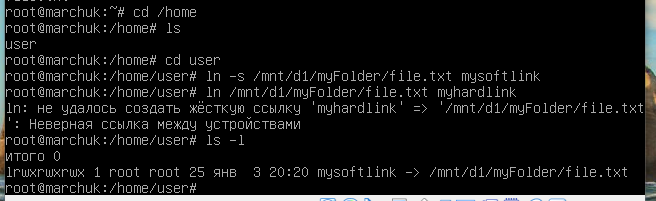 root@marchuk:~# cd /home
root@marchuk:/home# ls
user
root@marchuk:/home# cd user
root@marchuk:/home/user# ln -s /mnt/d1/myFolder/file.txt mysoftlink
root@marchuk:/home/user# ln /mnt/d1/myFolder/file.txt myhardlink
ln: не удалось создать жёсткую ссылку 'myhardlink' => '/mnt/d1/myFolder/file.txt
': Неверная ссылка между устройствами
root@marchuk:/home/user# ls -l
итого 0
lrwxrwxrwx 1 root root 25 янв  3 20:20 mysoftlink -> /mnt/d1/myFolder/file.txt
root@marchuk:/home/user#